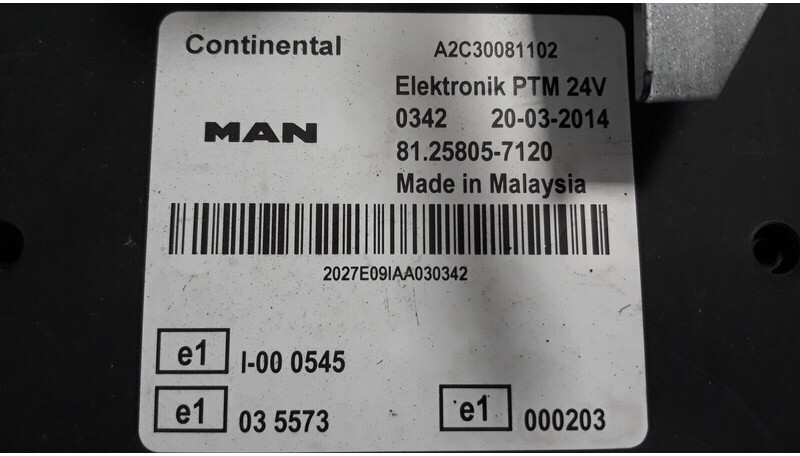 Continental A2C30081102
Elektronik PTM 24V
MAN 0342 20-03-2014
81.25805-7120
Made in Malaysia
2027E09IAA030342
e1 I-00 0545
e1 03 5573 e1 000203